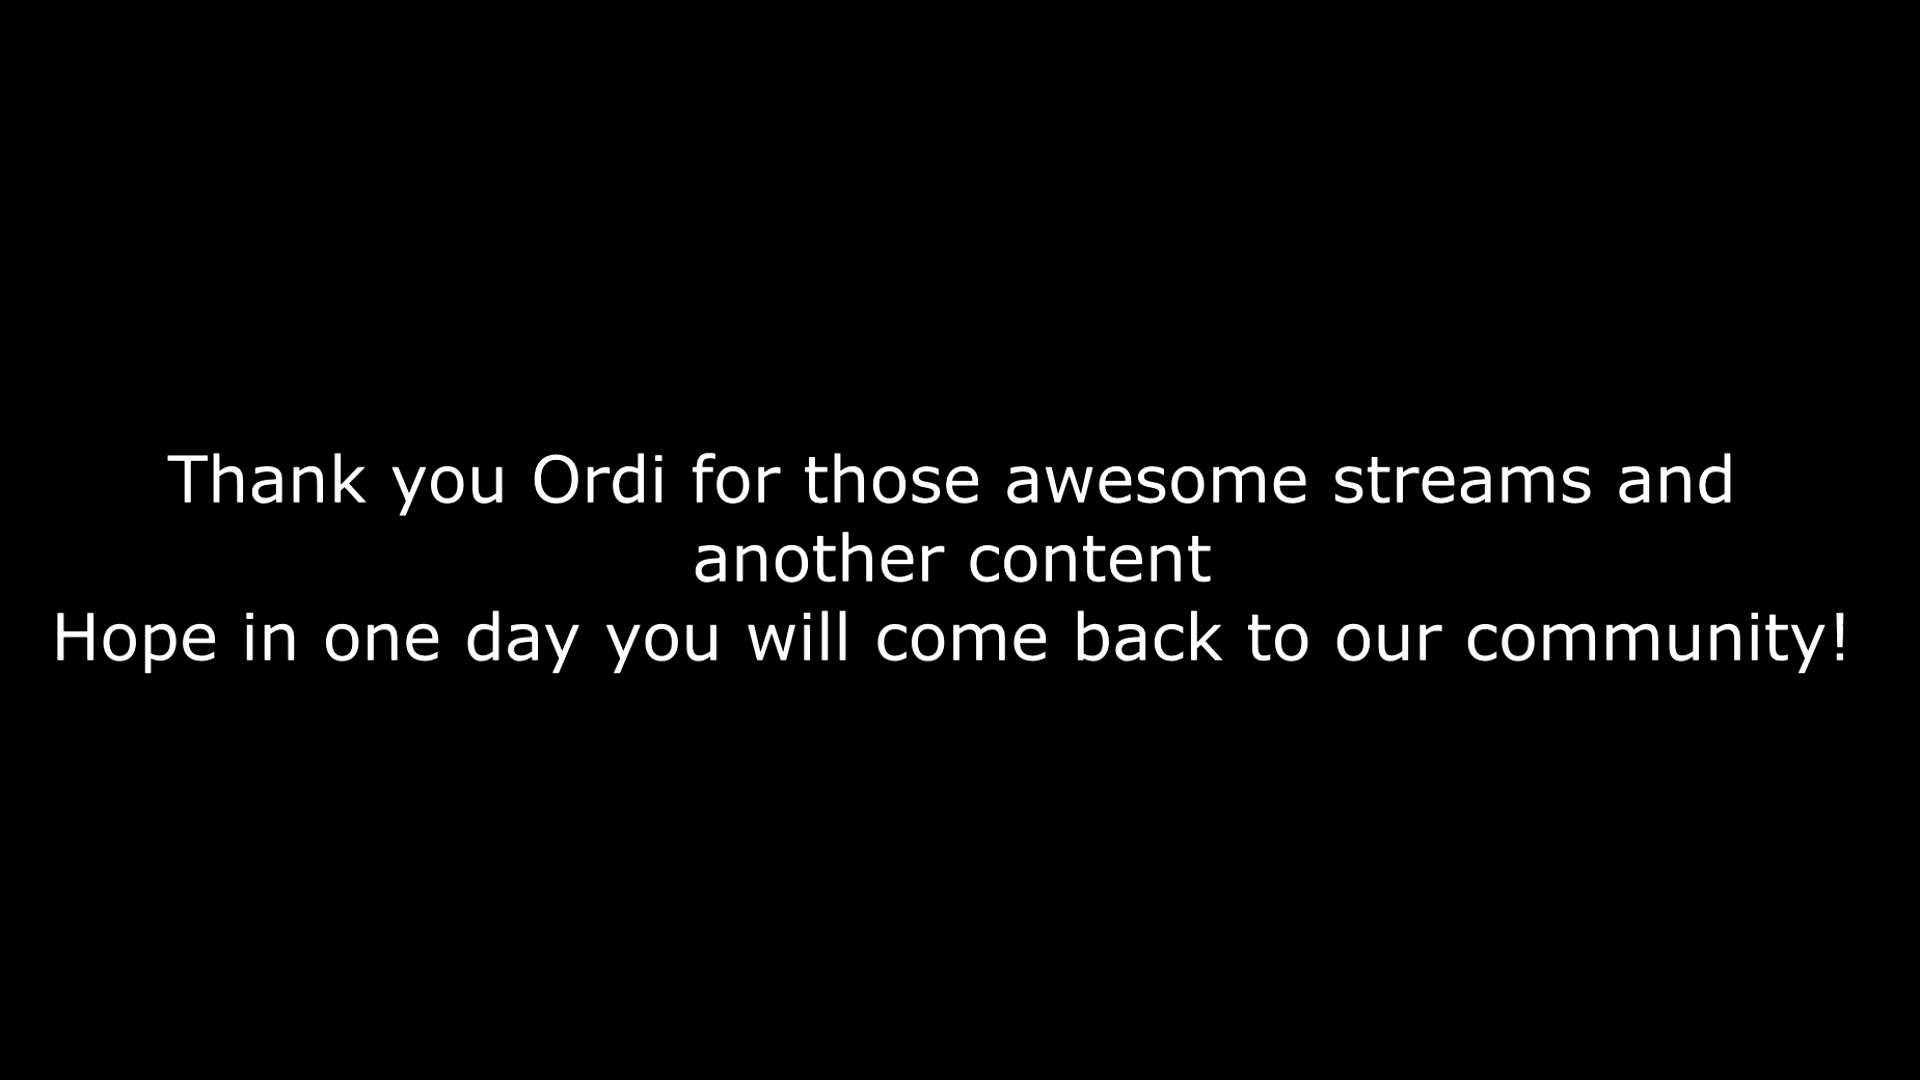 Thank you Ordi for those awesome streams and
another content
Hope in one day you will come back to our community!